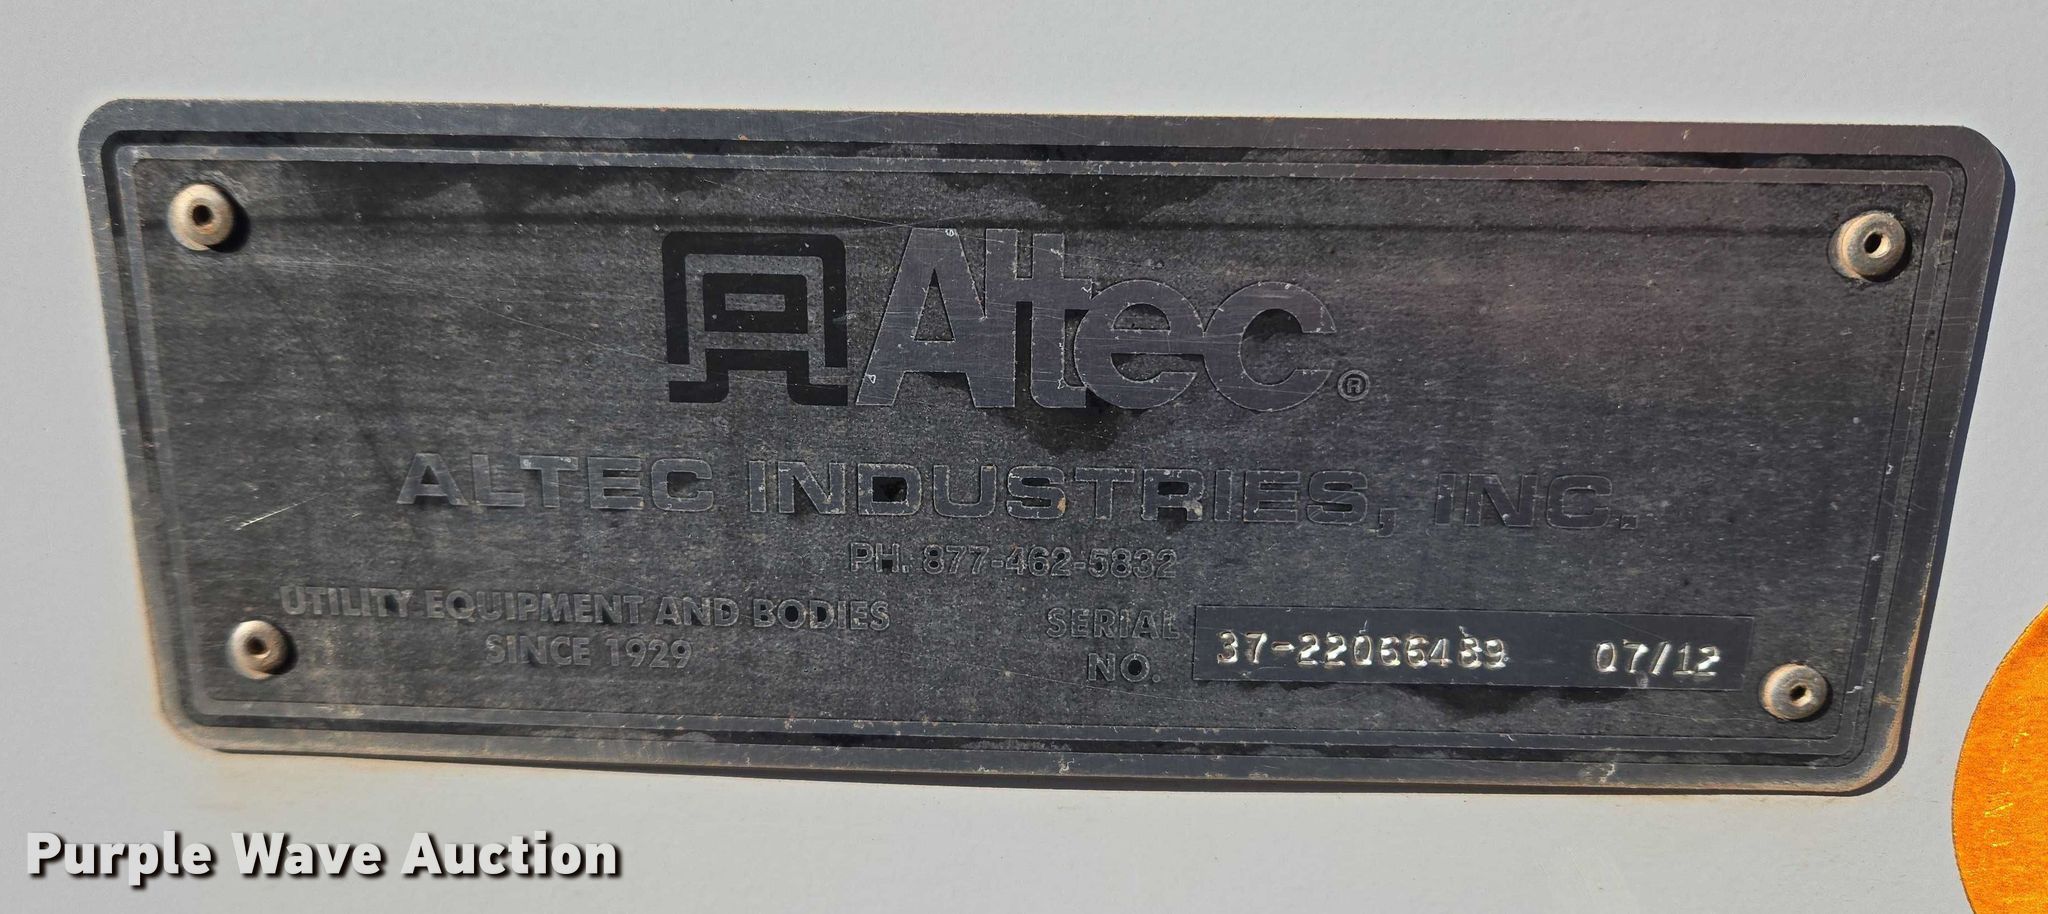 Altec®
ALTEC INDUSTRIES, INC.
PH. 877-462-5832
UTILITY EQUIPMENT AND BODIES
SINCE 1929
SERIAL
NO.
37-22066489 07/12
Purple Wave Auction